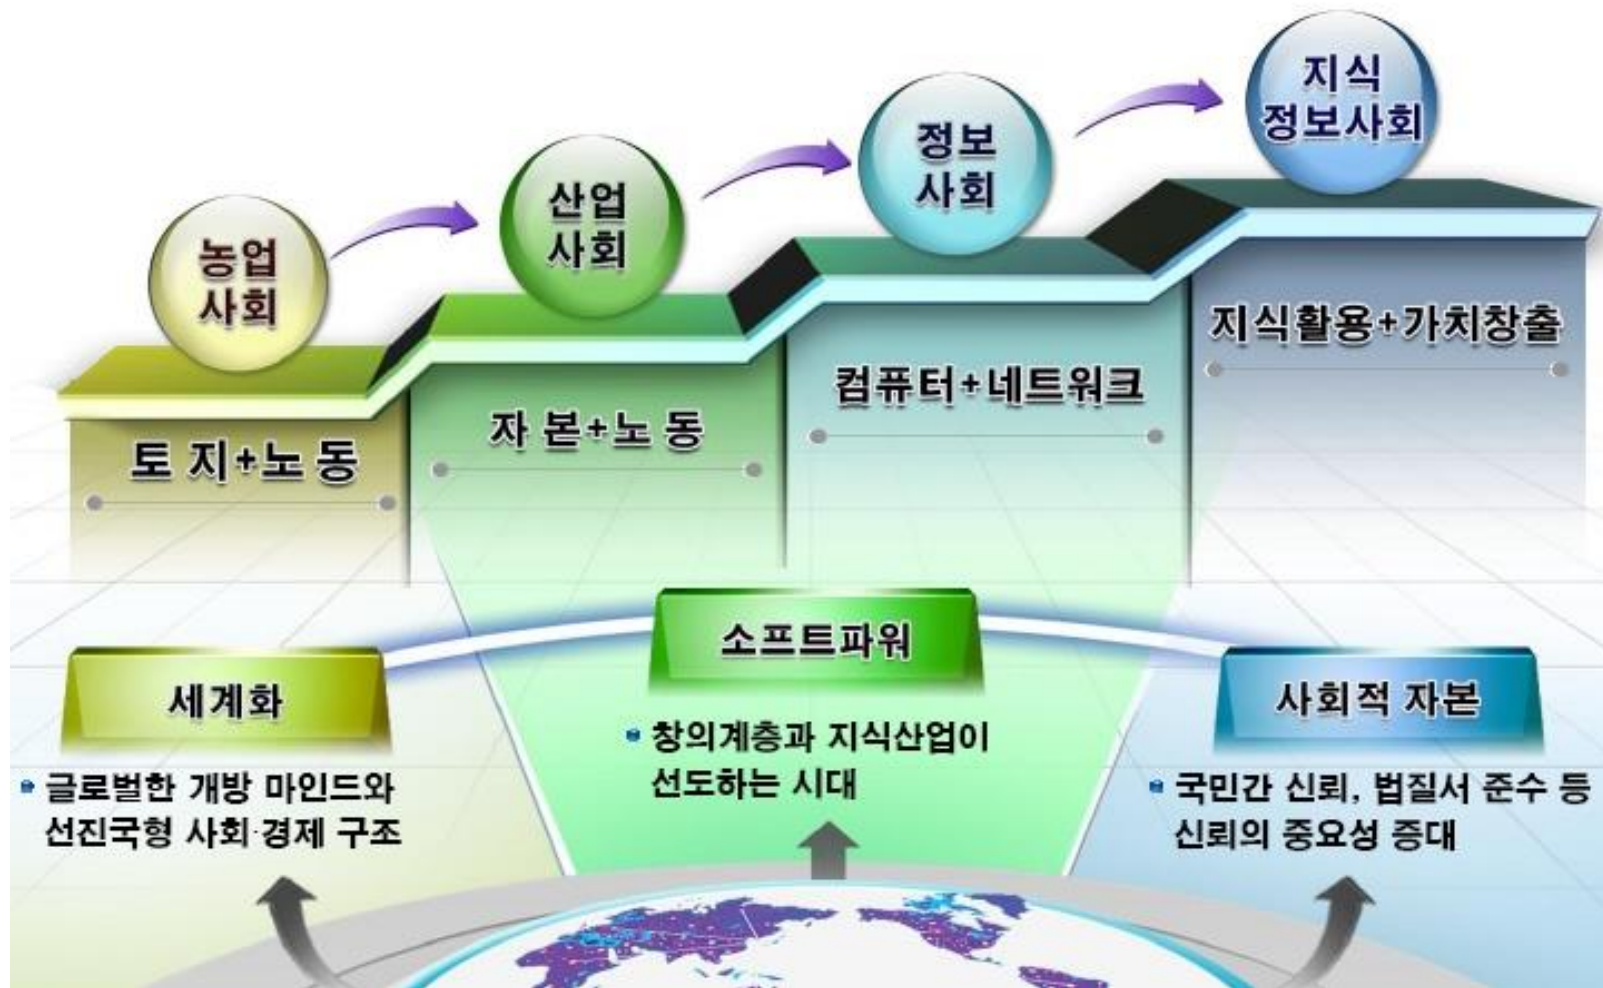 농업
사회
산업
사회
정보
사회
지식
정보사회
토 지+노 동
자 본+노 동
컴퓨터+네트워크
지식활용+가치창출
세계화
글로벌한 개방 마인드와
선진국형 사회·경제 구조
소프트파워
창의계층과 지식산업이
선도하는 시대
사회적 자본
국민간 신뢰, 법질서 준수 등
신뢰의 중요성 증대